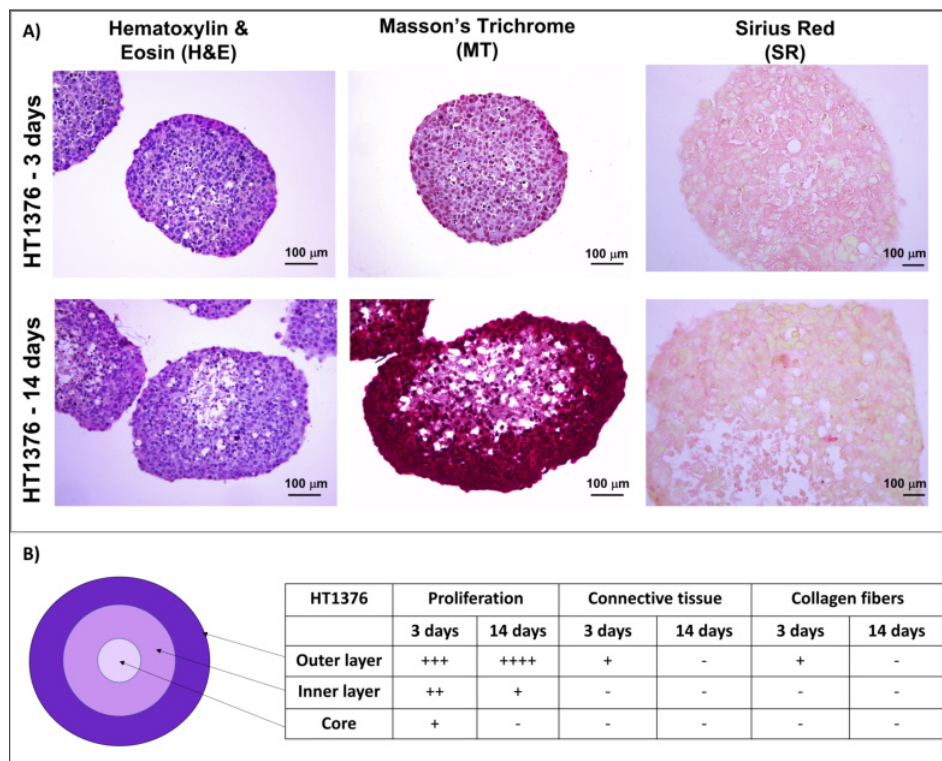 A)
Hematoxylin &
Eosin (H&E)
Masson's Trichrome
(MT)
Sirius Red
(SR)
HT1376 - 3 days
100 μm
100 μm
100 μm
HT1376 - 14 days
100 μm
100 μm
100 μm
B)
HT1376 Proliferation Connective tissue Collagen fibers
3 days 14 days 3 days 14 days 3 days 14 days
Outer layer +++ ++++ + - + -
Inner layer ++ + - - - -
Core + - - - - -